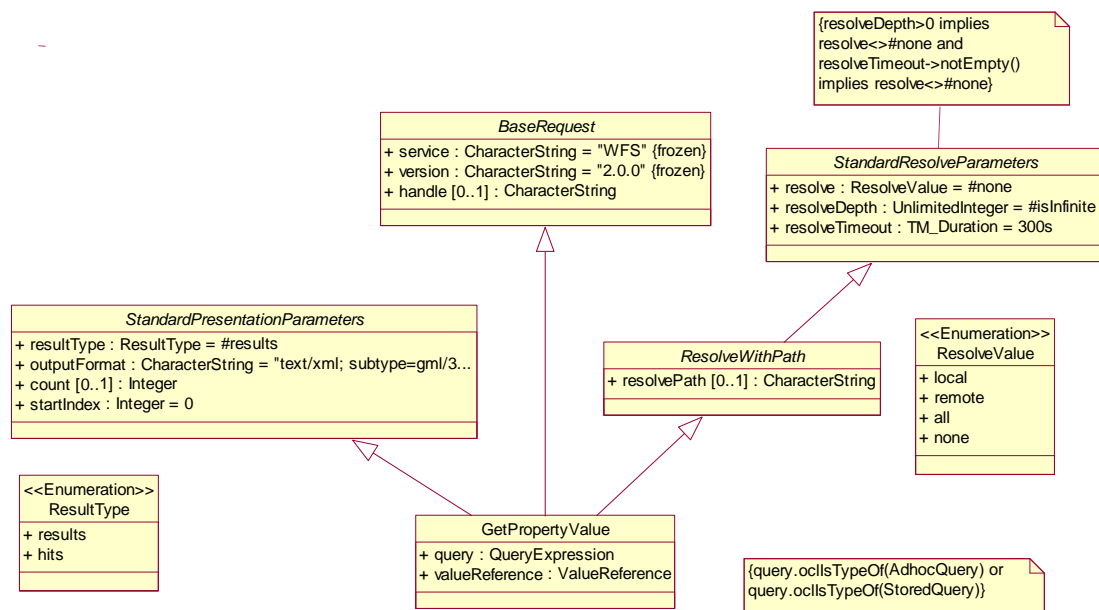 {resolveDepth>0 implies
resolve<>#none and
resolveTimeout->notEmpty()
implies resolve<>#none}
BaseRequest
+ service : CharacterString = "WFS" {frozen}
+ version : CharacterString = "2.0.0" {frozen}
+ handle [0..1] : CharacterString
StandardResolveParameters
+ resolve : ResolveValue = #none
+ resolveDepth : UnlimitedInteger = #isInfinite
+ resolveTimeout : TM_Duration = 300s
StandardPresentationParameters
+ resultType : ResultType = #results
+ outputFormat : CharacterString = "text/xml; subtype=gml/3...
+ count [0..1] : Integer
+ startIndex : Integer = 0
ResolveWithPath
+ resolvePath [0..1] : CharacterString
<<Enumeration>>
ResolveValue
+ local
+ remote
+ all
+ none
<<Enumeration>>
ResultType
+ results
+ hits
GetPropertyValue
+ query : QueryExpression
+ valueReference : ValueReference
{query.oclIsTypeOf(AdhocQuery) or
query.oclIsTypeOf(StoredQuery)}